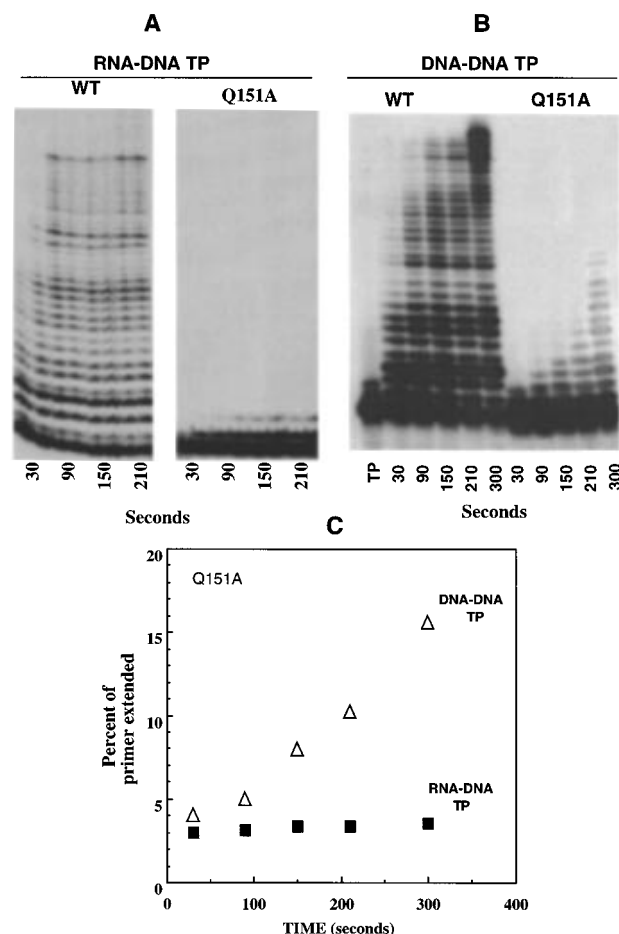 A
RNA-DNA TP
WT
Q151A
30
90
150
210
30
90
150
210
Seconds
Seconds
B
DNA-DNA TP
WT
Q151A
TP
30
90
150
210
300
30
90
150
210
300
Seconds
C
20
15
10
5
0
Q151A
DNA-DNA
TP
RNA-DNA
TP
Percent of
primer extended
0
100
200
300
400
TIME (seconds)